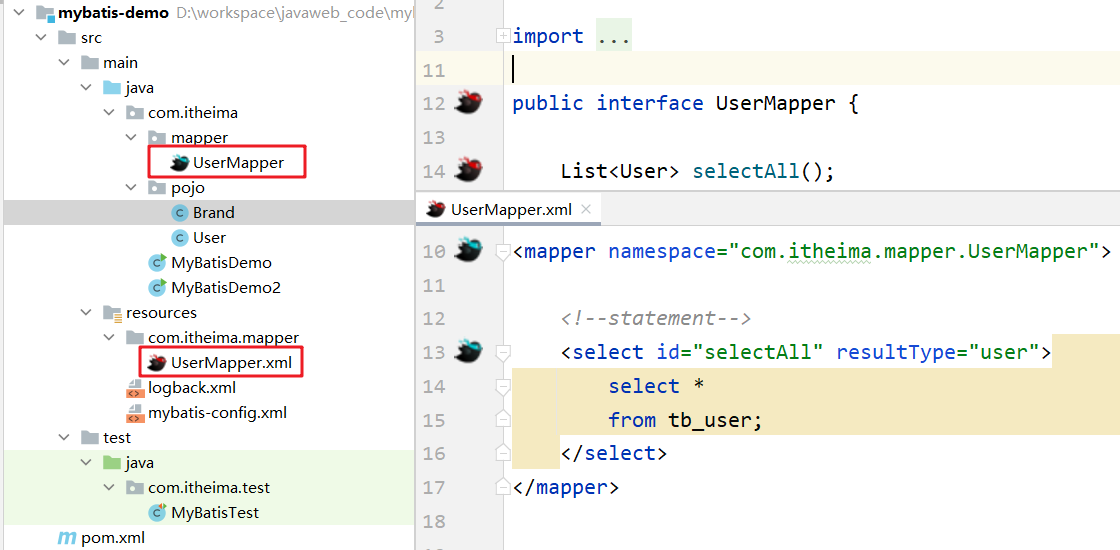 mybatis-demo D:\workspace\javaweb_code\myl
src
main
java
com.itheima
mapper
UserMapper
pojo
Brand
User
MyBatisDemo
MyBatisDemo2
resources
com.itheima.mapper
UserMapper.xml
logback.xml
mybatis-config.xml
test
java
com.itheima.test
MyBatisTest
pom.xml
2
3 import ...
11
12 public interface UserMapper {
13
14 List<User> selectAll();
UserMapper.xml
10 <mapper namespace="com.itheima.mapper.UserMapper">
11
12 <!--statement-->
13 <select id="selectAll" resultType="user">
14 select *
15 from tb_user;
16 </select>
17 </mapper>
18